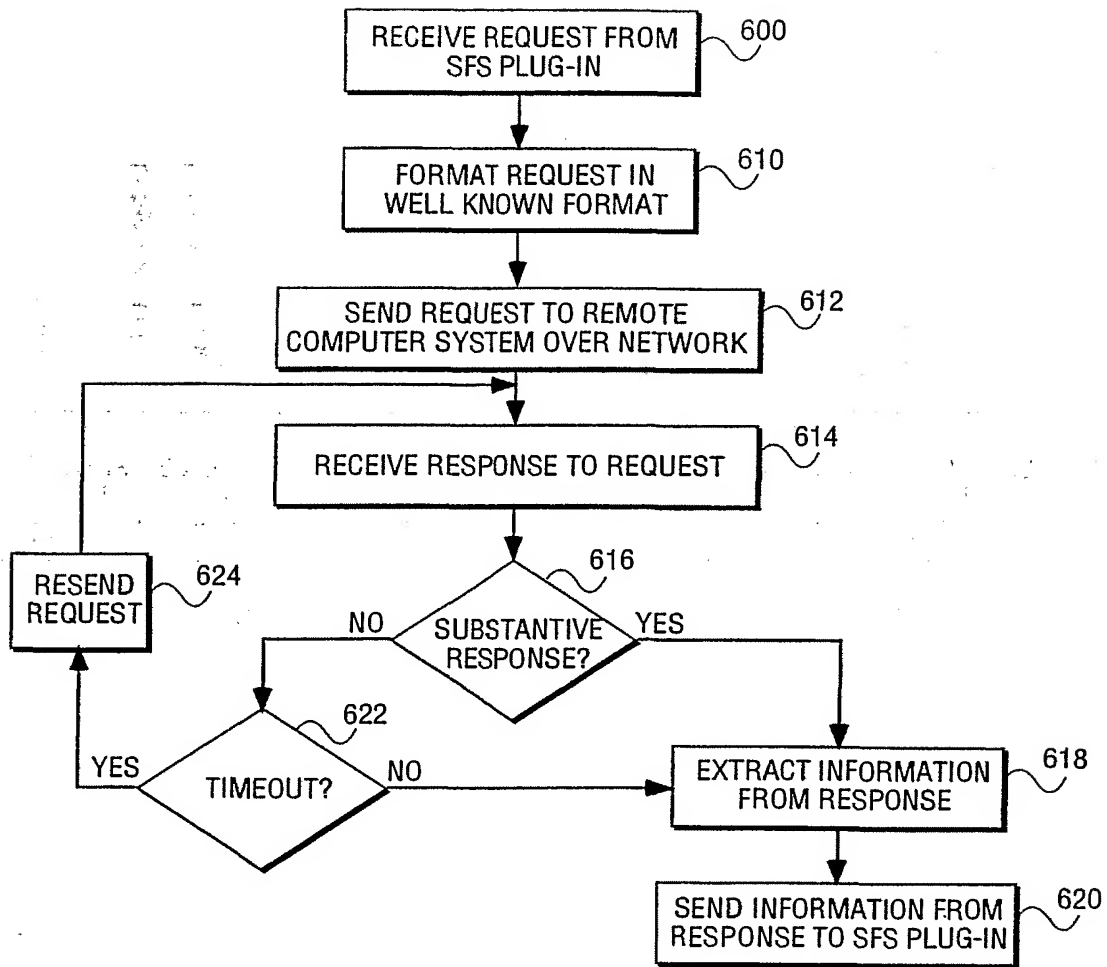 RECEIVE REQUEST FROM
SFS PLUG-IN
600
FORMAT REQUEST IN
WELL KNOWN FORMAT
610
SEND REQUEST TO REMOTE
COMPUTER SYSTEM OVER NETWORK
612
RECEIVE RESPONSE TO REQUEST
614
616
SUBSTANTIVE
RESPONSE?
NO
YES
RESEND
REQUEST
624
622
TIMEOUT?
YES
NO
EXTRACT INFORMATION
FROM RESPONSE
618
SEND INFORMATION FROM
RESPONSE TO SFS PLUG-IN
620